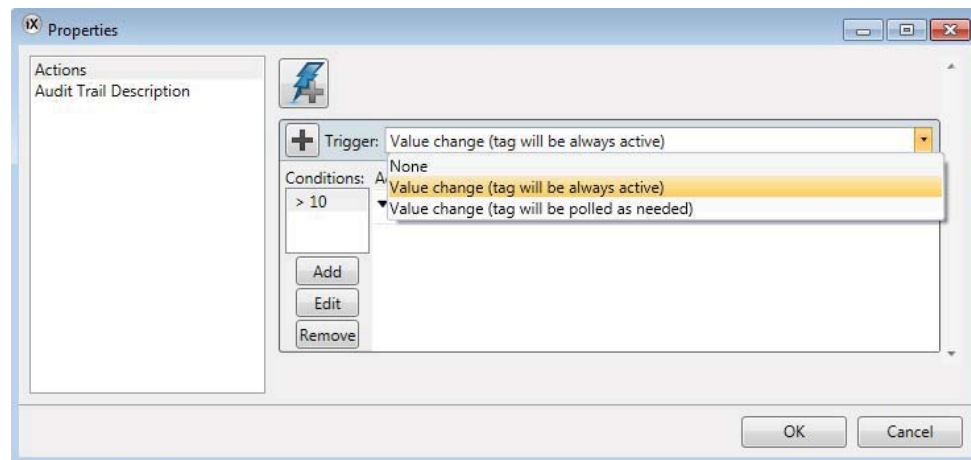 iX Properties
Actions
Audit Trail Description
Trigger: Value change (tag will be always active)
None
Conditions: A
Value change (tag will be always active)
> 10
Value change (tag will be polled as needed)
Add
Edit
Remove
OK Cancel